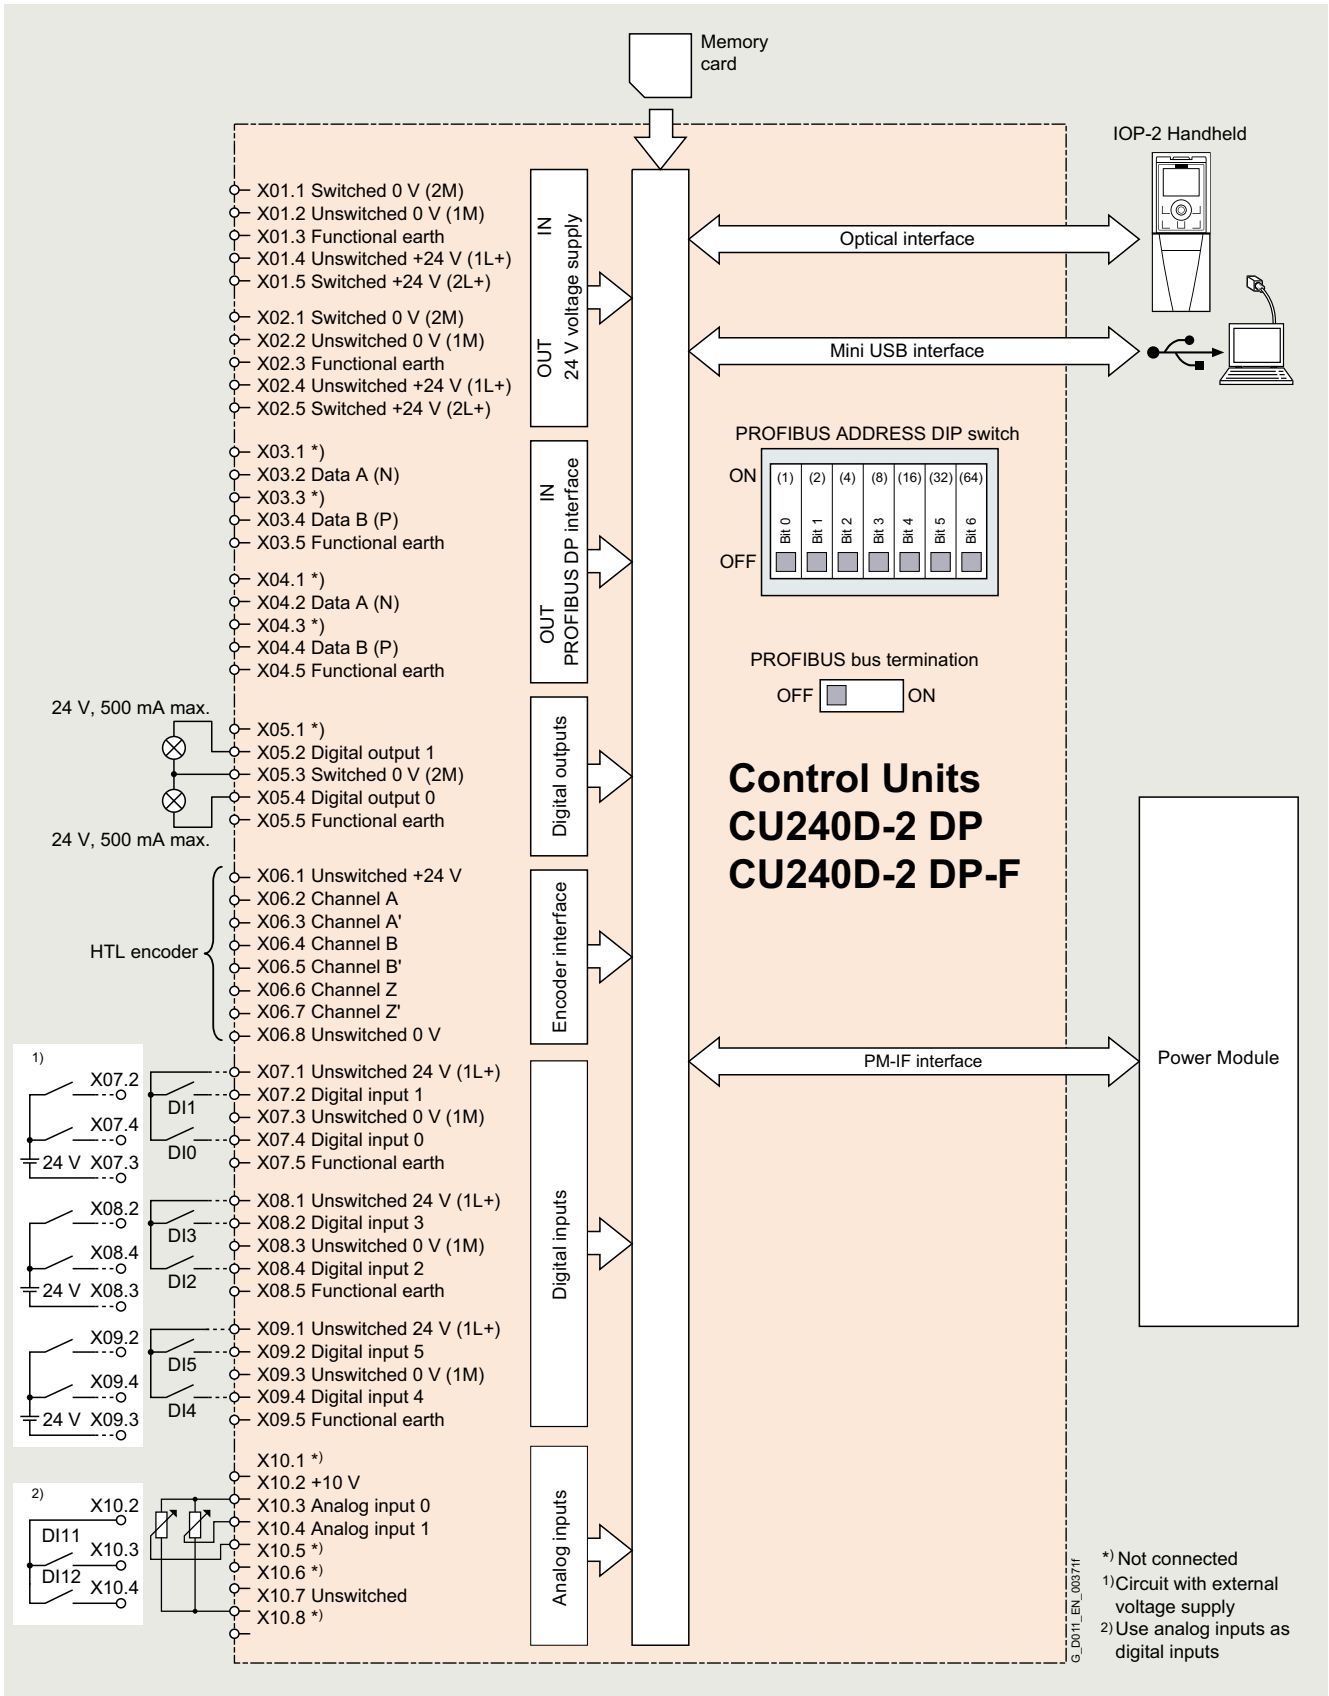 Memory
card
IOP-2 Handheld
X01.1 Switched 0 V (2M)
X01.2 Unswitched 0 V (1M)
X01.3 Functional earth
X01.4 Unswitched +24 V (1L+)
X01.5 Switched +24 V (2L+)
X02.1 Switched 0 V (2M)
X02.2 Unswitched 0 V (1M)
X02.3 Functional earth
X02.4 Unswitched +24 V (1L+)
X02.5 Switched +24 V (2L+)
OUT IN
24 V voltage supply
Optical interface
Mini USB interface
X03.1 *)
X03.2 Data A (N)
X03.3 *)
X03.4 Data B (P)
X03.5 Functional earth
X04.1 *)
X04.2 Data A (N)
X04.3 *)
X04.4 Data B (P)
X04.5 Functional earth
OUT IN
PROFIBUS DP interface
PROFIBUS ADDRESS DIP switch
ON
(1) (2) (4) (8) (16) (32) (64)
Bit 0 Bit 1 Bit 2 Bit 3 Bit 4 Bit 5 Bit 6
OFF
PROFIBUS bus termination
OFF ON
24 V, 500 mA max.
X05.1 *)
X05.2 Digital output 1
X05.3 Switched 0 V (2M)
X05.4 Digital output 0
X05.5 Functional earth
24 V, 500 mA max.
Digital outputs
Control Units
CU240D-2 DP
CU240D-2 DP-F
HTL encoder
X06.1 Unswitched +24 V
X06.2 Channel A
X06.3 Channel A'
X06.4 Channel B
X06.5 Channel B'
X06.6 Channel Z
X06.7 Channel Z'
X06.8 Unswitched 0 V
Encoder interface
PM-IF interface
Power Module
1)
X07.2
X07.4
24 V X07.3
DI1
DI0
X07.1 Unswitched 24 V (1L+)
X07.2 Digital input 1
X07.3 Unswitched 0 V (1M)
X07.4 Digital input 0
X07.5 Functional earth
X08.2
X08.4
24 V X08.3
DI3
DI2
X08.1 Unswitched 24 V (1L+)
X08.2 Digital input 3
X08.3 Unswitched 0 V (1M)
X08.4 Digital input 2
X08.5 Functional earth
X09.2
X09.4
24 V X09.3
DI5
DI4
X09.1 Unswitched 24 V (1L+)
X09.2 Digital input 5
X09.3 Unswitched 0 V (1M)
X09.4 Digital input 4
X09.5 Functional earth
Digital inputs
2)
X10.2
DI11
X10.3
DI12
X10.4
X10.1 *)
X10.2 +10 V
X10.3 Analog input 0
X10.4 Analog input 1
X10.5 *)
X10.6 *)
X10.7 Unswitched
X10.8 *)
Analog inputs
G_D011_EN_00371f
*) Not connected
1) Circuit with external
voltage supply
2) Use analog inputs as
digital inputs